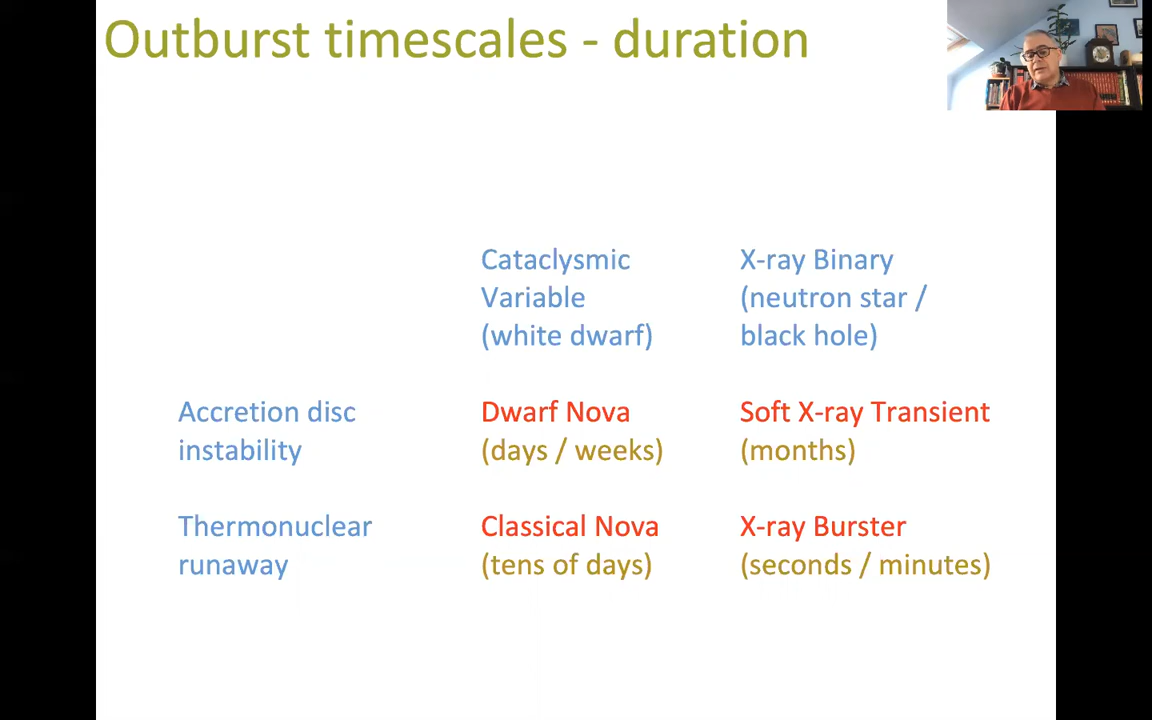 Outburst timescales - duration
Cataclysmic
Variable
(white dwarf)
X-ray Binary
(neutron star /
black hole)
Accretion disc
instability
Dwarf Nova
(days / weeks)
Soft X-ray Transient
(months)
Thermonuclear
runaway
Classical Nova
(tens of days)
X-ray Burster
(seconds / minutes)